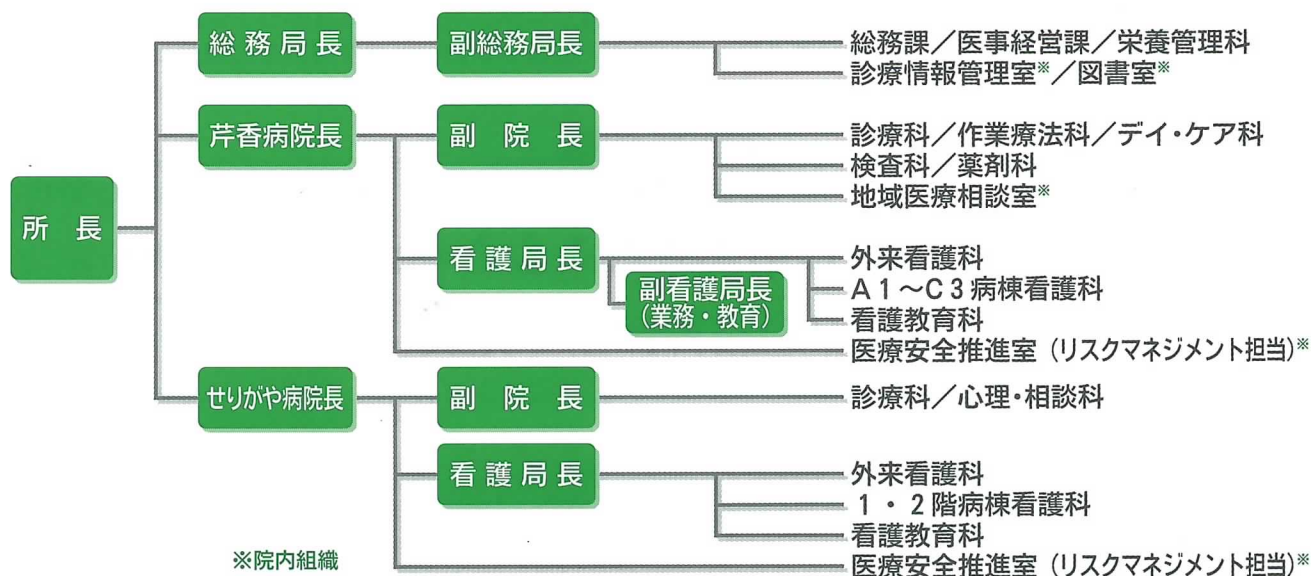 所長
総務局長
副総務局長
総務課／医事経営課／栄養管理科
診療情報管理室※／図書室※
芹香病院長
副院長
診療科／作業療法科／デイ・ケア科
検査科／薬剤科
地域医療相談室※
看護局長
副看護局長
（業務・教育）
外来看護科
A1～C3病棟看護科
看護教育科
医療安全推進室（リスクマネジメント担当）※
せりがや病院長
副院長
診療科／心理・相談科
看護局長
外来看護科
1・2階病棟看護科
看護教育科
医療安全推進室（リスクマネジメント担当）※
※院内組織